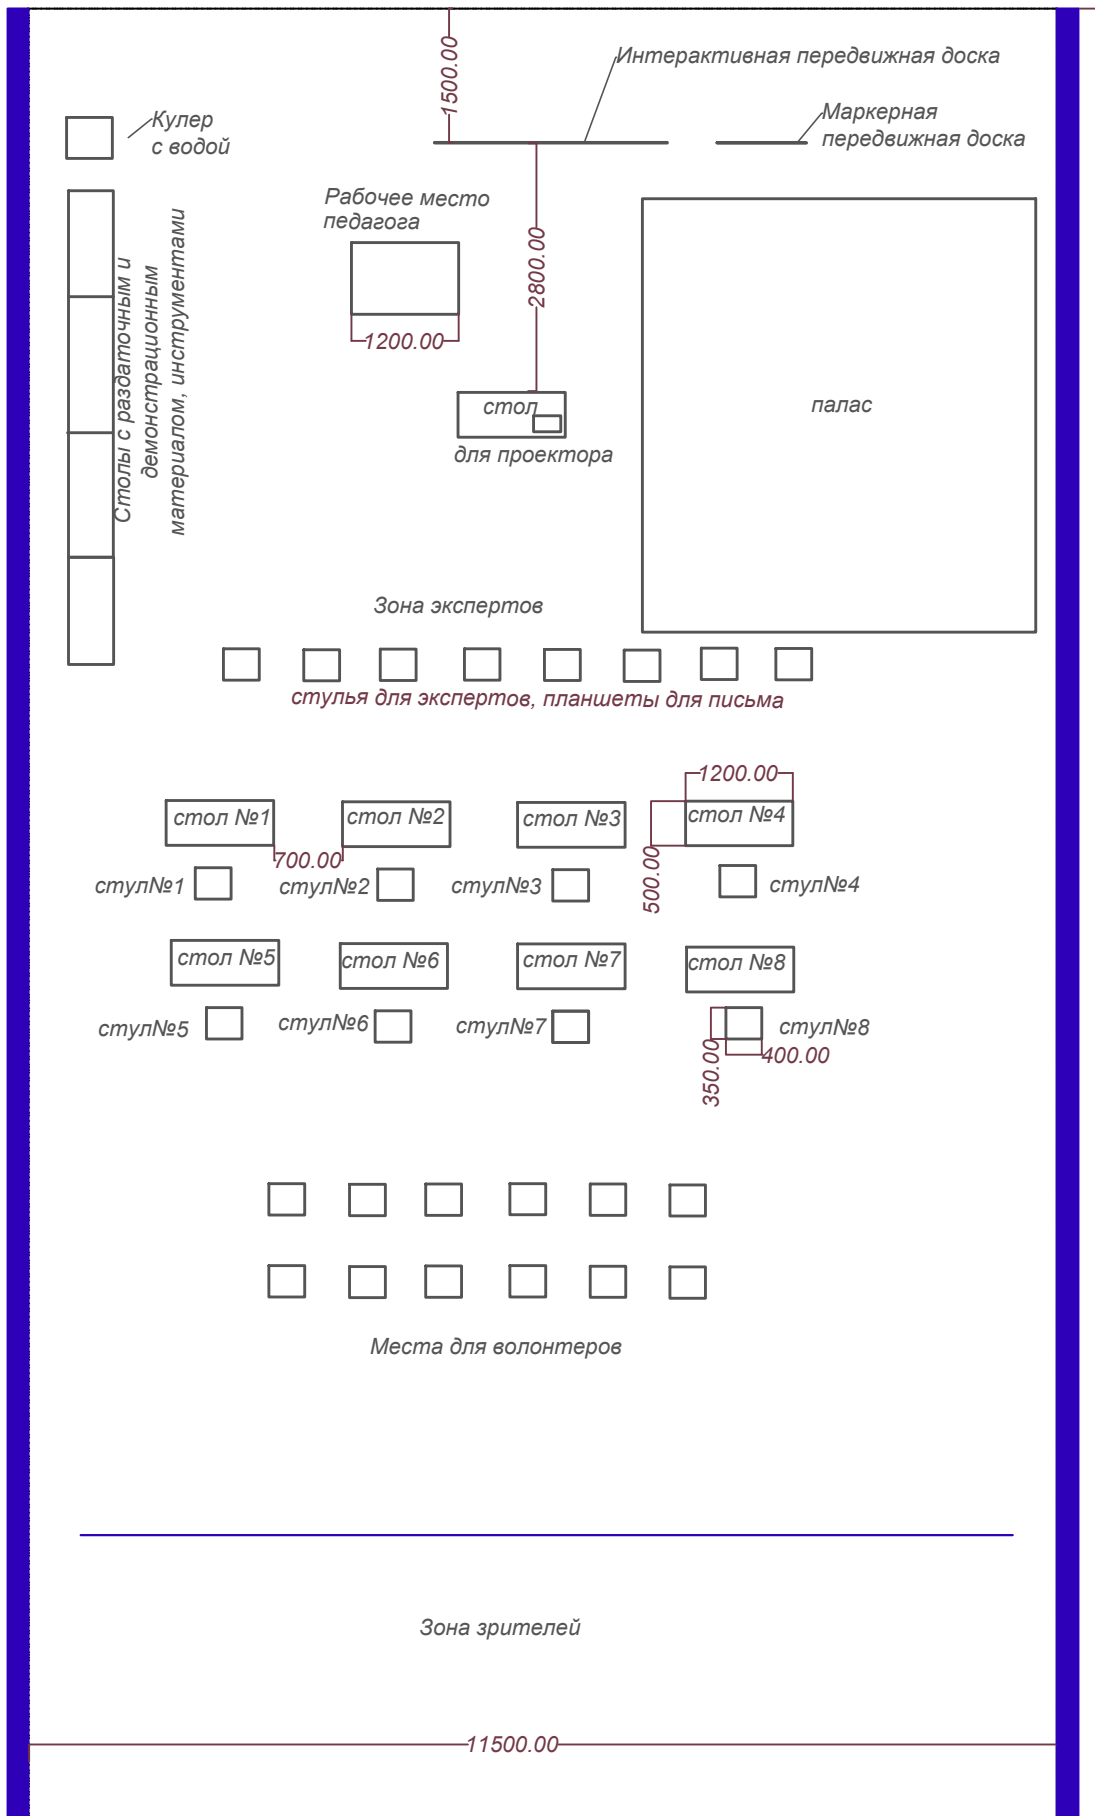 1500.00
Интерактивная передвижная доска
Кулер
с водой
Маркерная
передвижная доска
Рабочее место
педагога
2800.00
1200.00
Столы с раздаточным и
демонстрационным
материалом, инструментами
стол
для проектора
палас
Зона экспертов
стулья для экспертов, планшеты для письма
1200.00
стол №1
стол №2
стол №3
стол №4
700.00
500.00
стул№1
стул№2
стул№3
стул№4
стол №5
стол №6
стол №7
стол №8
стул№5
стул№6
стул№7
стул№8
350.00
400.00
Места для волонтеров
Зона зрителей
11500.00